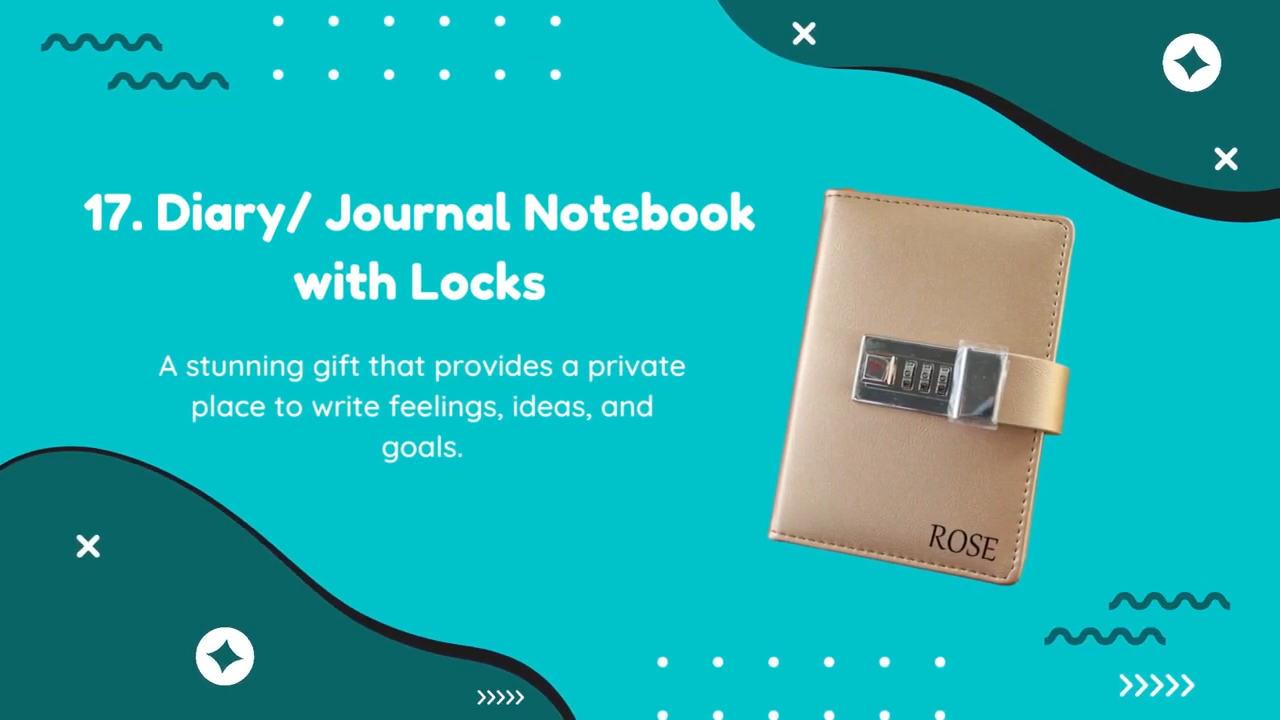 17. Diary/ Journal Notebook
with Locks
A stunning gift that provides a private
place to write feelings, ideas, and
goals.
ROSE